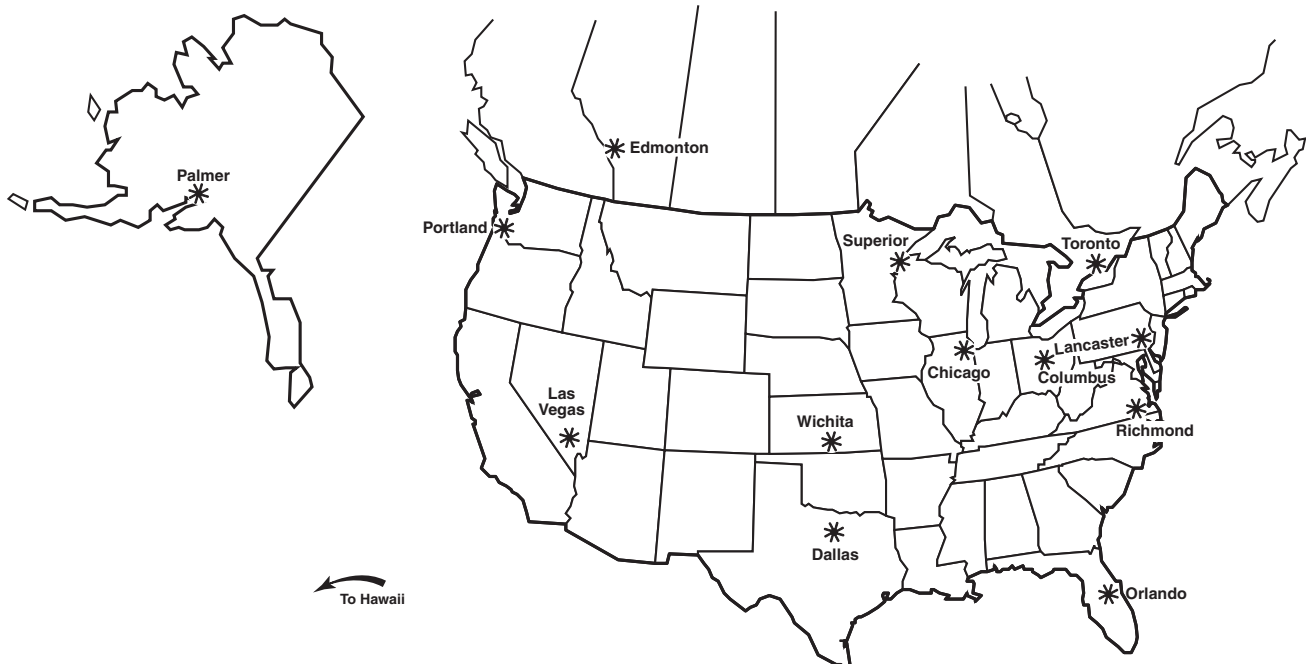 Edmonton
Palmer
Portland
Superior
Toronto
Lancaster
Chicago
Columbus
Las
Vegas
Wichita
Richmond
Dallas
Orlando
To Hawaii